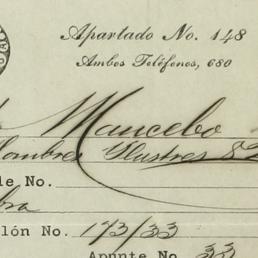 Apartado No. 148
Ambos Teléfonos, 680
Mancebo
Hombres Ilustres 82
le No.
bra
lón No. 173/33
Apunte No. 33